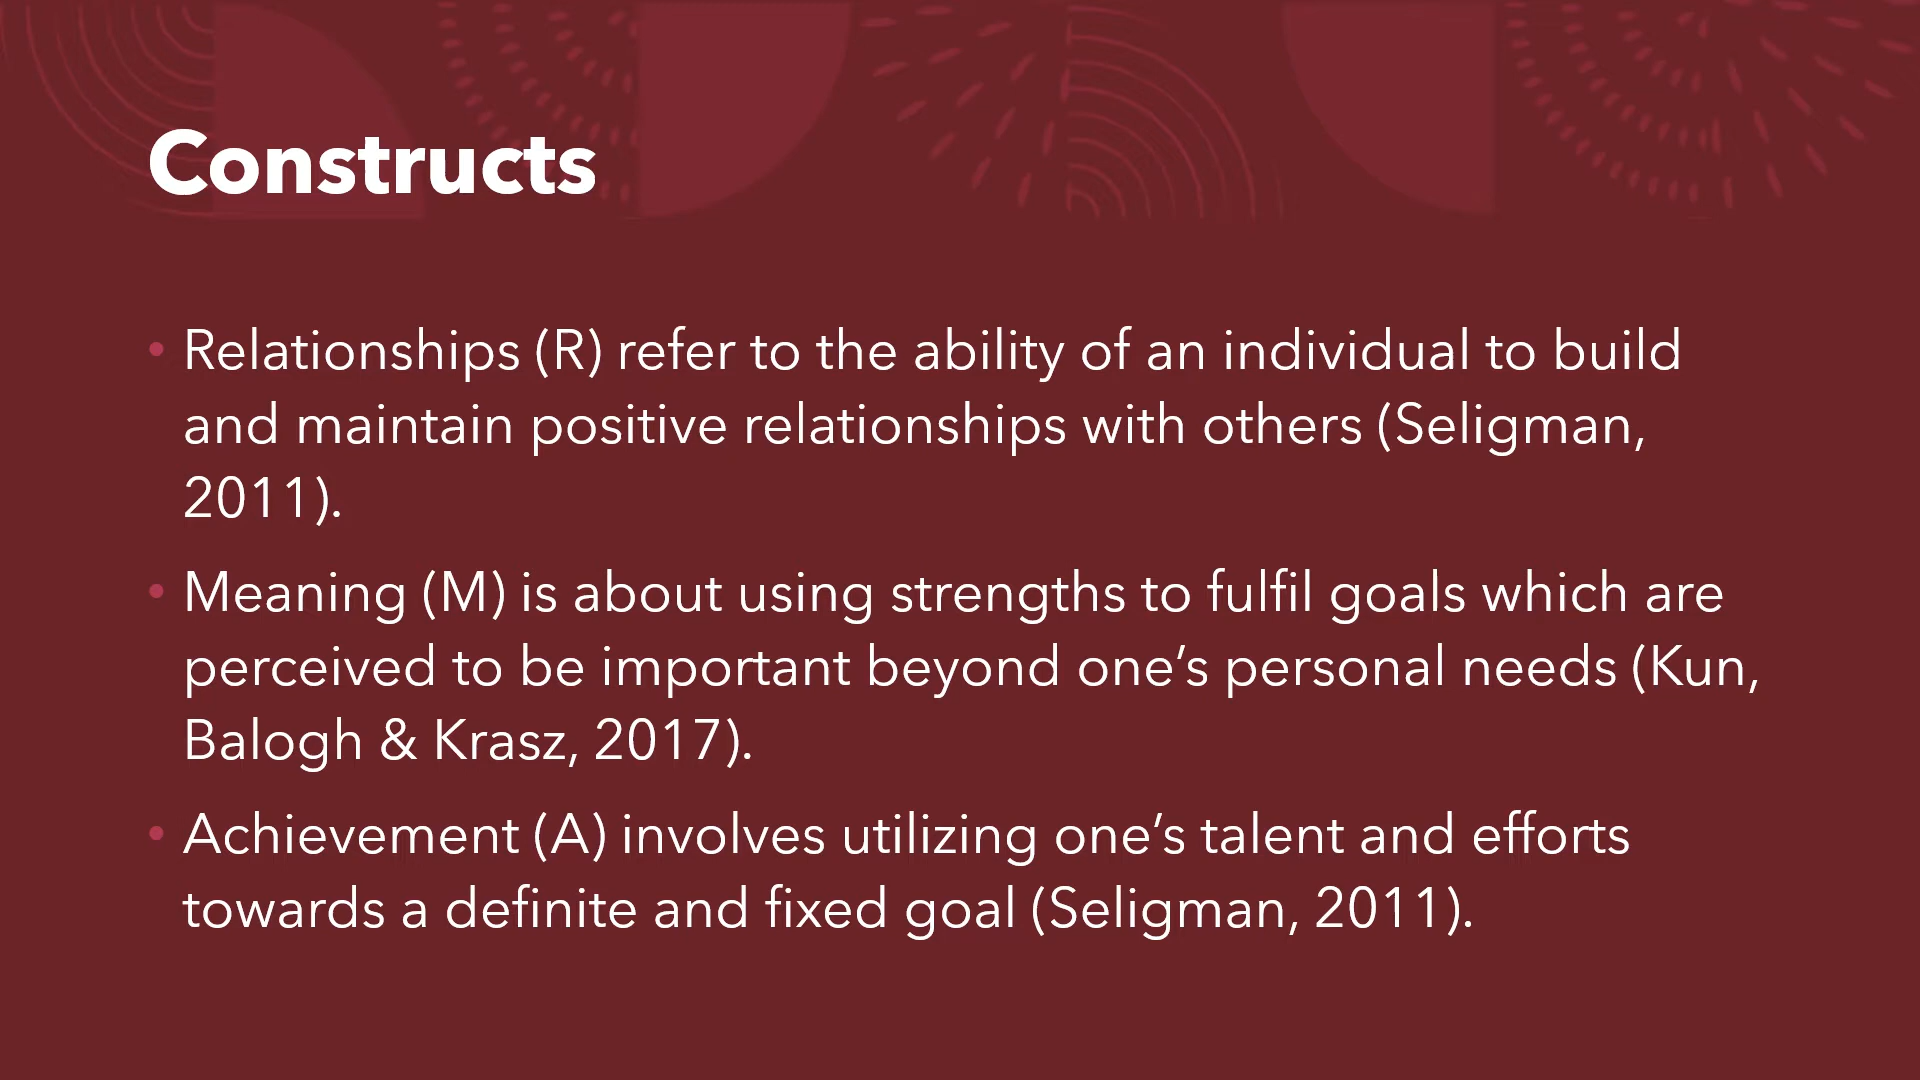 Constructs
• Relationships (R) refer to the ability of an individual to build
and maintain positive relationships with others (Seligman,
2011).
• Meaning (M) is about using strengths to fulfil goals which are
perceived to be important beyond one’s personal needs (Kun,
Balogh & Krasz, 2017).
• Achievement (A) involves utilizing one’s talent and efforts
towards a definite and fixed goal (Seligman, 2011).